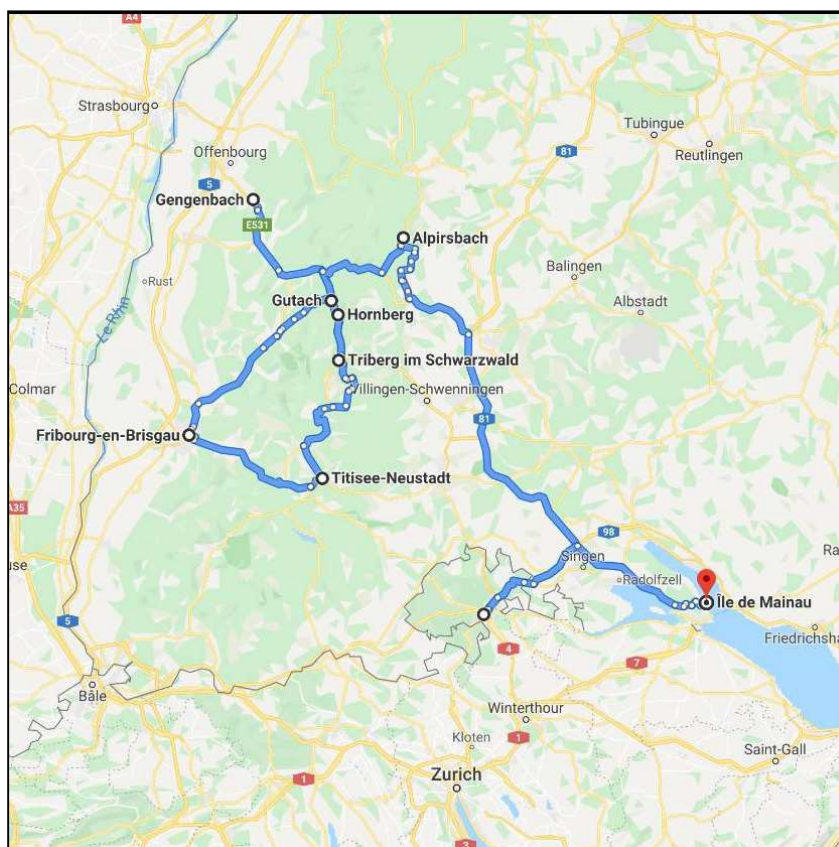 A4
Strasbourg
Tubingue
Offenbourg
81
Reutlingen
5
Gengenbach
E531
Alpirsbach
Rust
Balingen
Gutach
Albstadt
Hornberg
Le Rhin
Triberg im Schwarzwald
Colmar
Villingen-Schwenningen
81
Fribourg-en-Brisgau
Titisee-Neustadt
A35
98
Ra
use
Singen
Radolfzell
Île de Mainau
5
Friedrichsha
4
7
Bâle
Winterthour
1
Kloten
Saint-Gall
1
Zurich
3